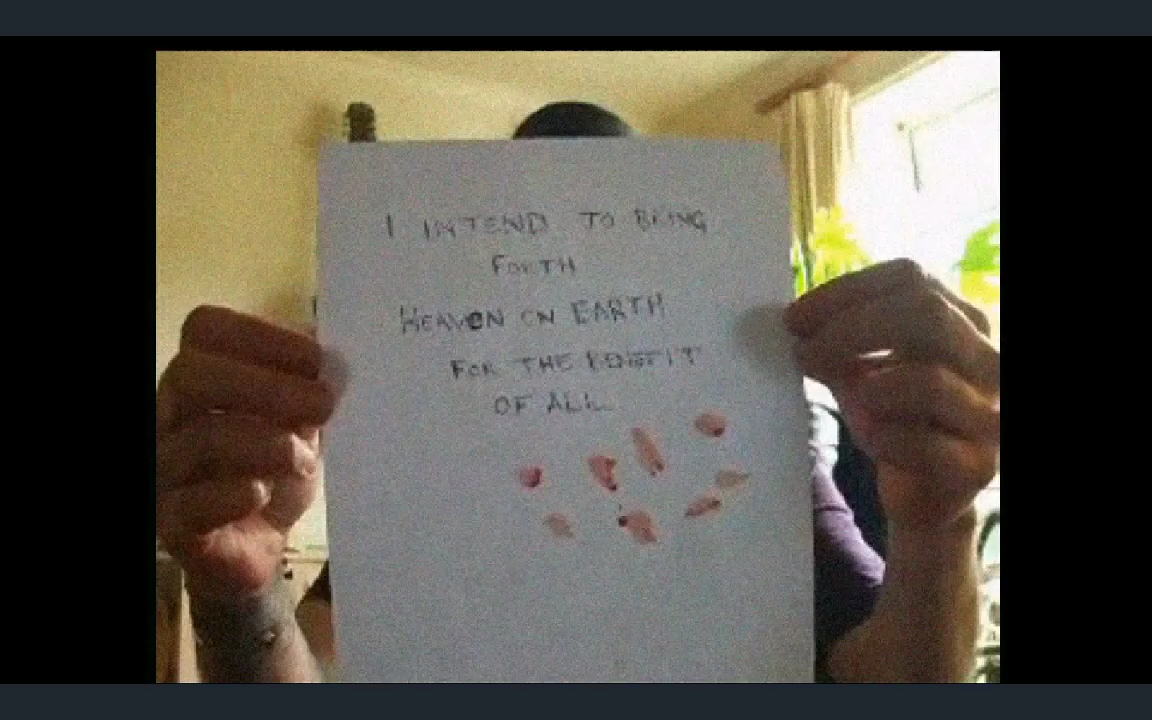 I INTEND TO BRING
FORTH
HEAVEN ON EARTH
FOR THE BENEFIT
OF ALL